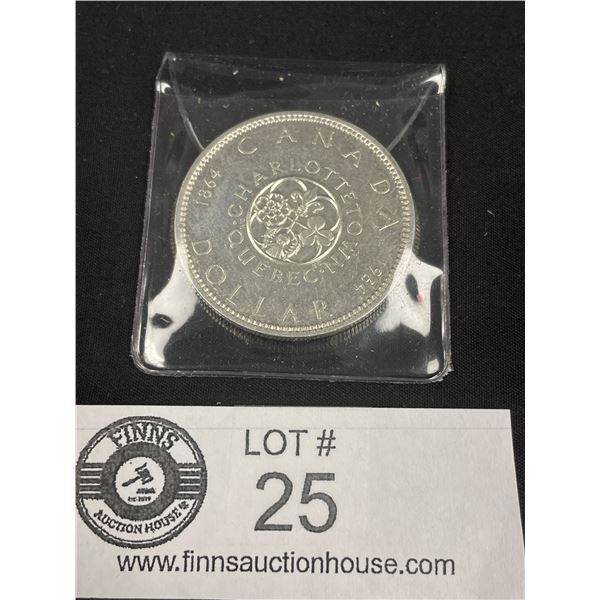 CANADA
1864
1964
DOLLAR
CHARLOTTETOWN
QUEBEC
FINNS
AUCTION HOUSE
LOT #
25
www.finnsauctionhouse.com